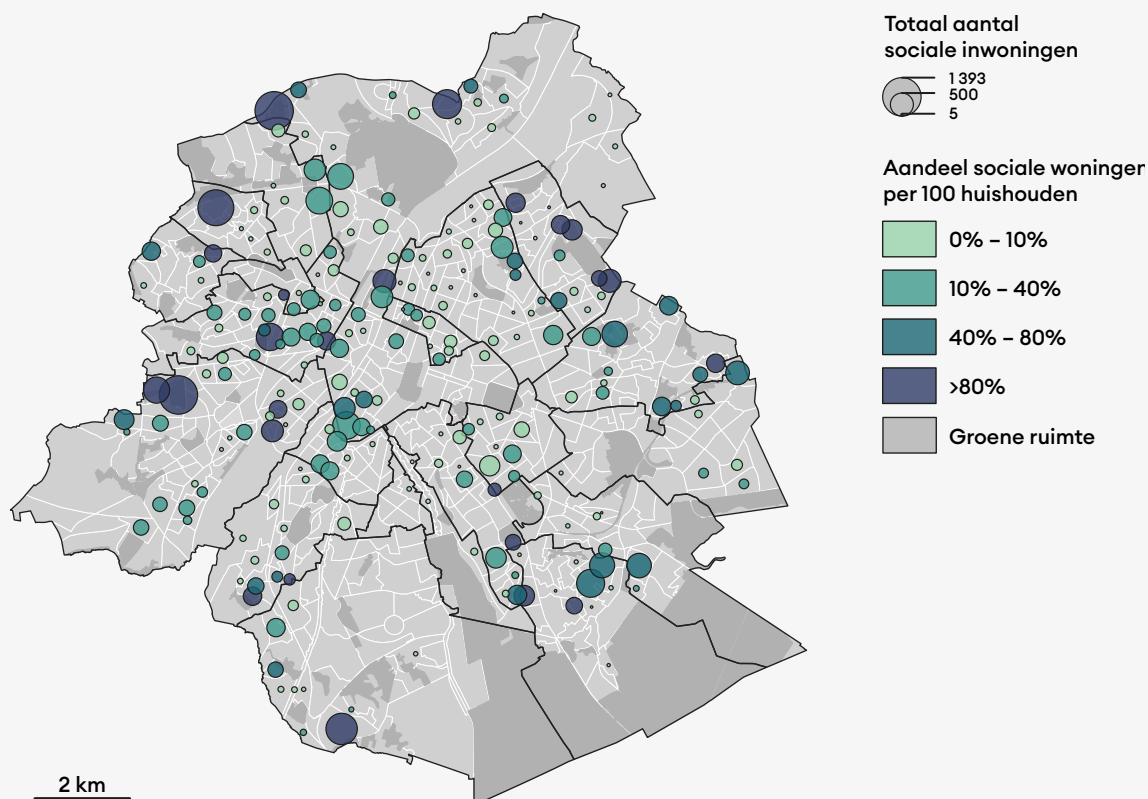 Totaal aantal
sociale inwoningen
1 393
500
5
Aandeel sociale woningen
per 100 huishouden
0% – 10%
10% – 40%
40% – 80%
>80%
Groene ruimte
2 km